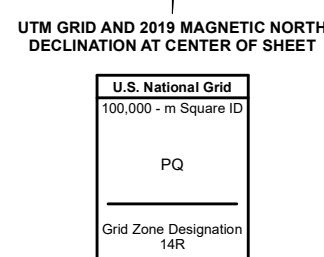 UTM GRID AND 2019 MAGNETIC NORTH
DECLINATION AT CENTER OF SHEET
U.S. National Grid
100,000 - m Square ID
PQ
Grid Zone Designation
14R